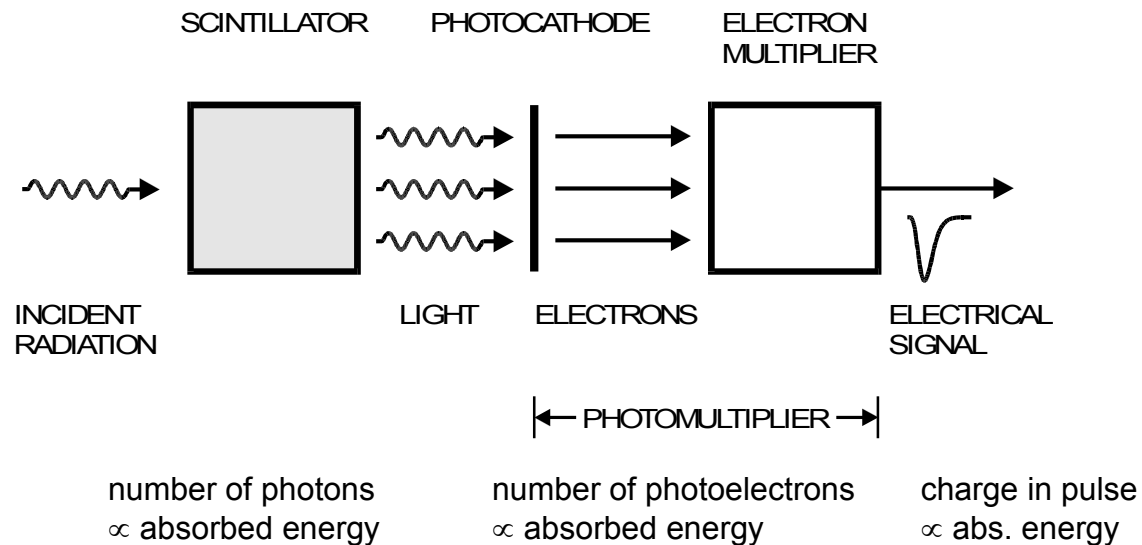 SCINTILLATOR
PHOTOCATHODE
ELECTRON
MULTIPLIER
INCIDENT
RADIATION
LIGHT
ELECTRONS
ELECTRICAL
SIGNAL
PHOTOMULTIPLIER
number of photons
∝ absorbed energy
number of photoelectrons
∝ absorbed energy
charge in pulse
∝ abs. energy